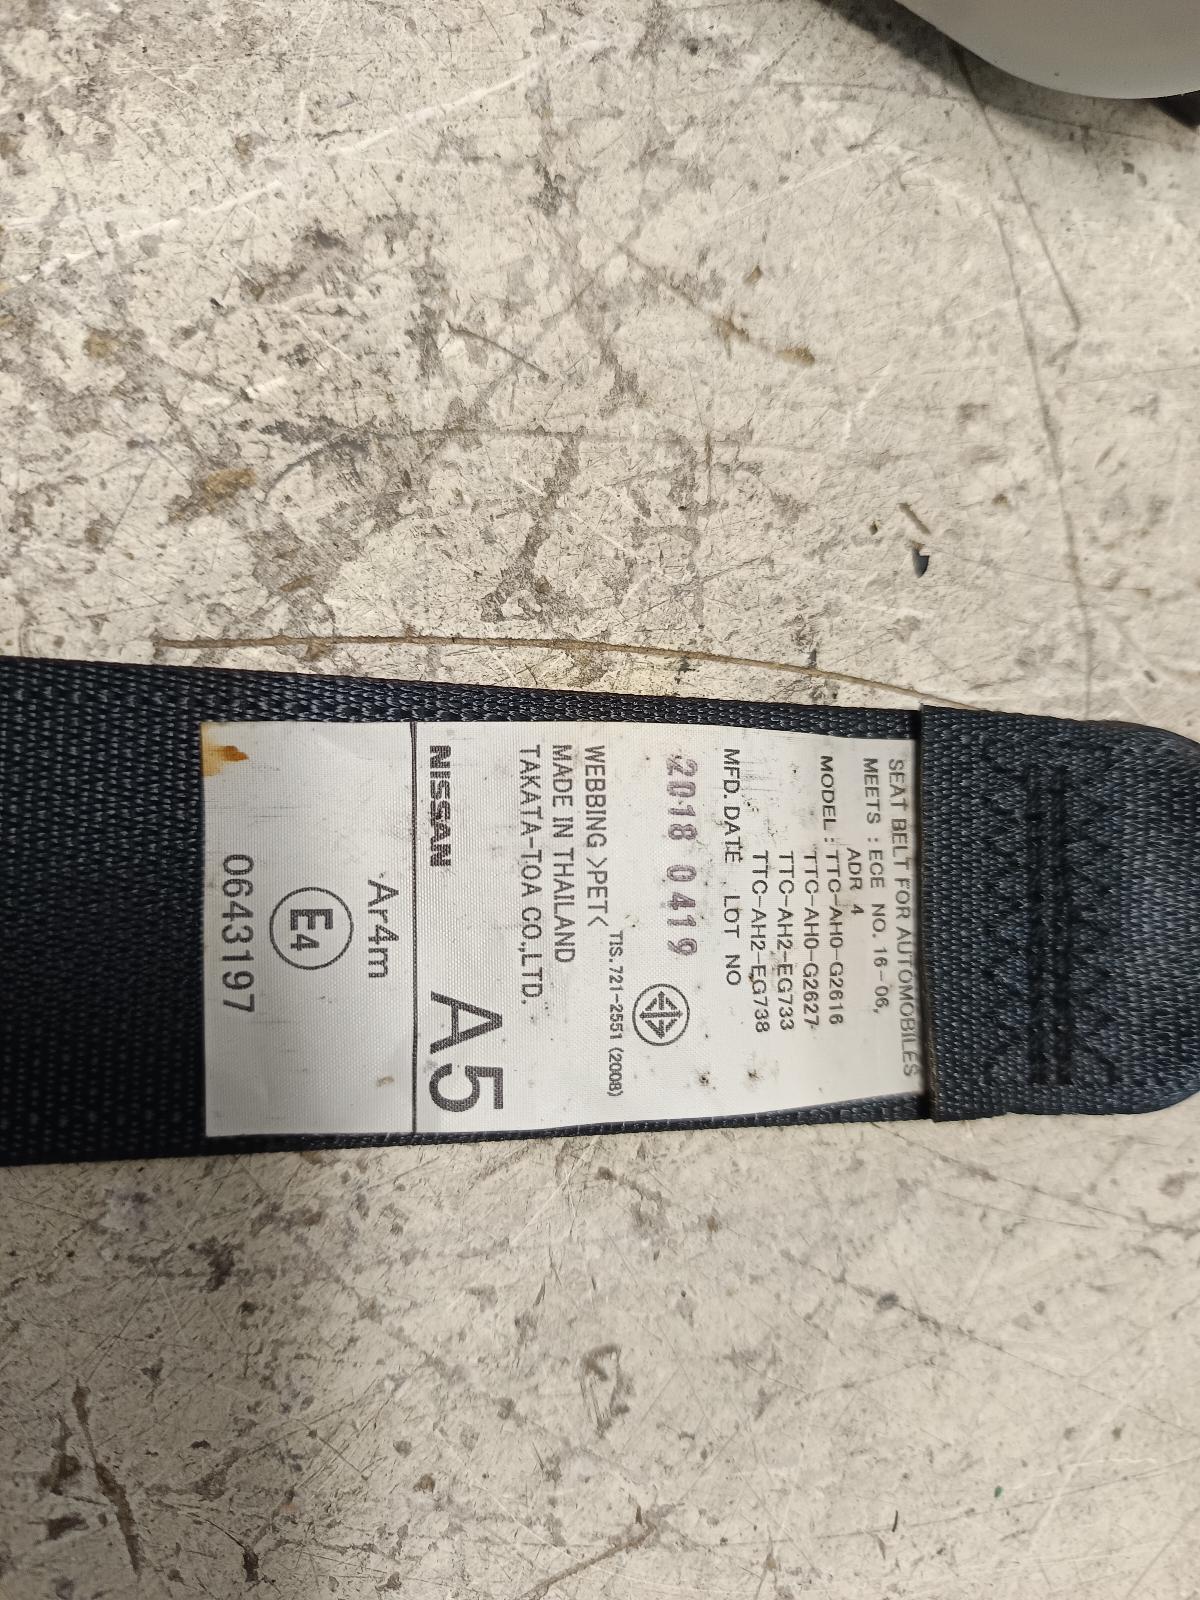 SEAT BELT FOR AUTOMOBILES
MEETS : ECE NO. 16-06,
ADR 4
MODEL : TTC-AH0-G2616
TTC-AH0-G2627
TTC-AH2-EG733
TTC-AH2-EG738
MFD. DATE LOT NO
2018 0419
TIS. 721-2551 (2008)
WEBBING >PET<
MADE IN THAILAND
TAKATA-TOA CO.,LTD.
NISSAN A5
Ar4m
E4
0643197